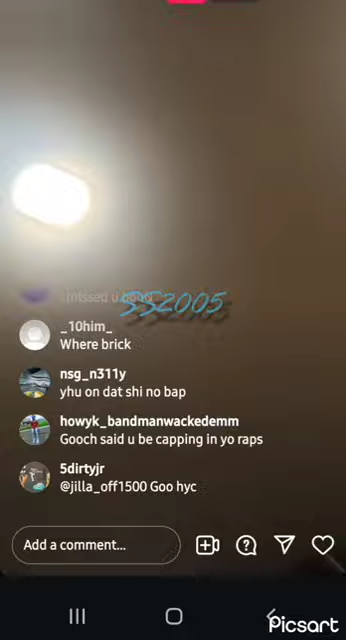 i missed u
SS2005
_10him_
Where brick
nsg_n311y
yhu on dat shi no bap
howyk_bandmanwackedemm
Gooch said u be capping in yo raps
5dirtyjr
@jilla_off1500 Goo hyc
Add a comment...
Picsart